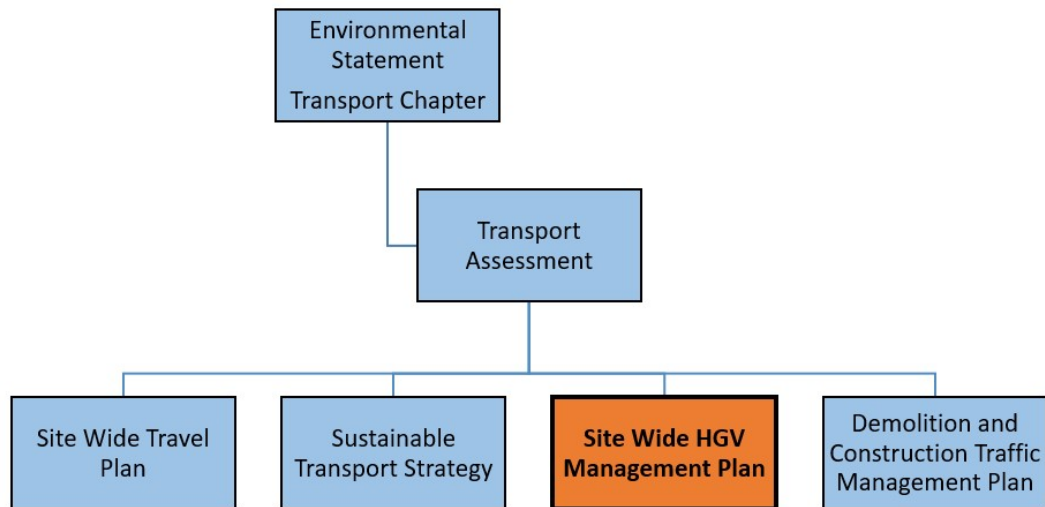 Environmental
Statement
Transport Chapter
Transport
Assessment
Site Wide Travel
Plan
Sustainable
Transport Strategy
Site Wide HGV
Management Plan
Demolition and
Construction Traffic
Management Plan